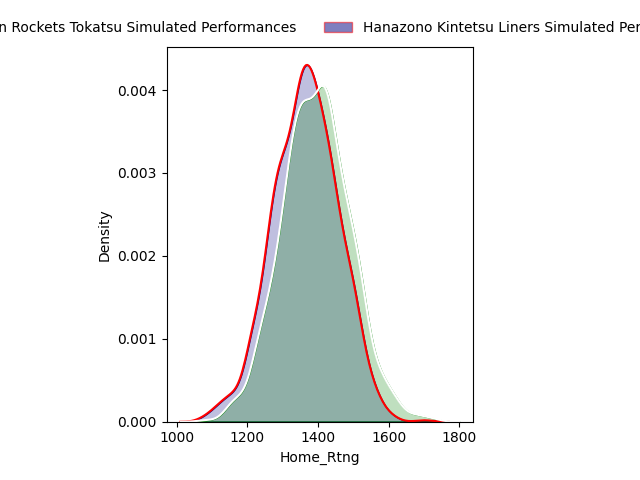 Rockets Tokatsu Simulated Performances
Hanazono Kintetsu Liners Simulated
0.004
0.003
0.002
0.001
0.000
Density
1000 1200 1400 1600 1800
Home_Rtng